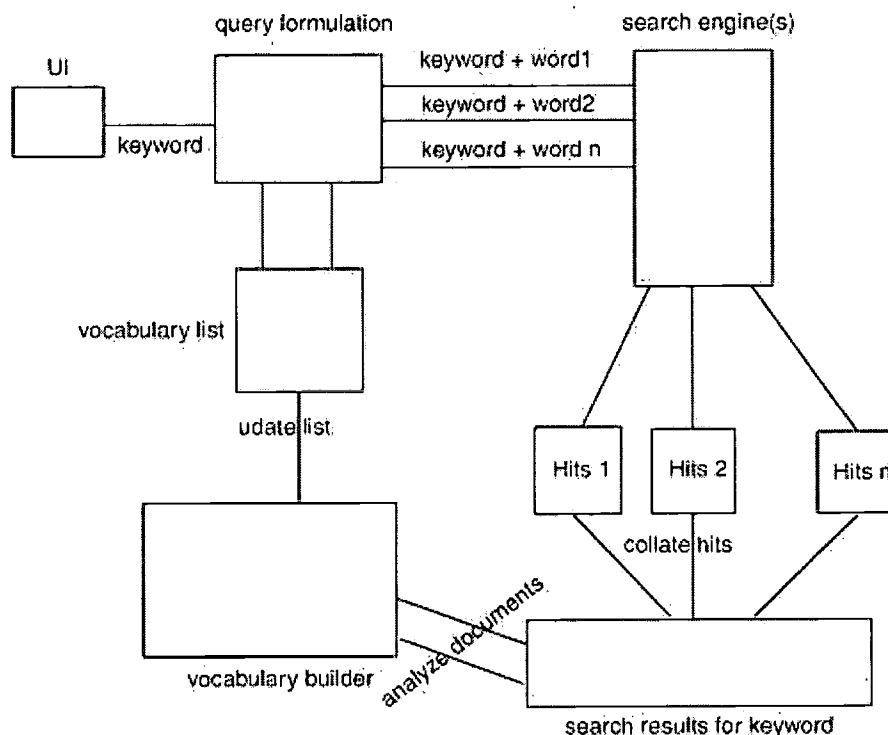 query formulation
search engine(s)
UI
keyword + word1
keyword + word2
keyword
keyword + word n
vocabulary list
udate list
Hits 1
Hits 2
Hits n
collate hits
analyze documents
vocabulary builder
search results for keyword